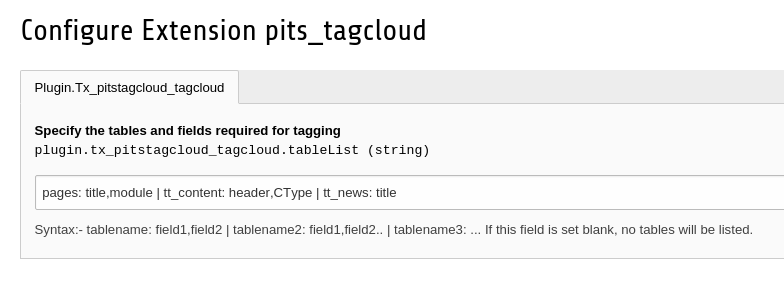 Configure Extension pits_tagcloud
Plugin.Tx_pitstagcloud_tagcloud
Specify the tables and fields required for tagging
plugin.tx_pitstagcloud_tagcloud.tableList (string)
pages: title,module | tt_content: header,CType | tt_news: title
Syntax:- tablename: field1,field2 | tablename2: field1,field2.. | tablename3: ... If this field is set blank, no tables will be listed.